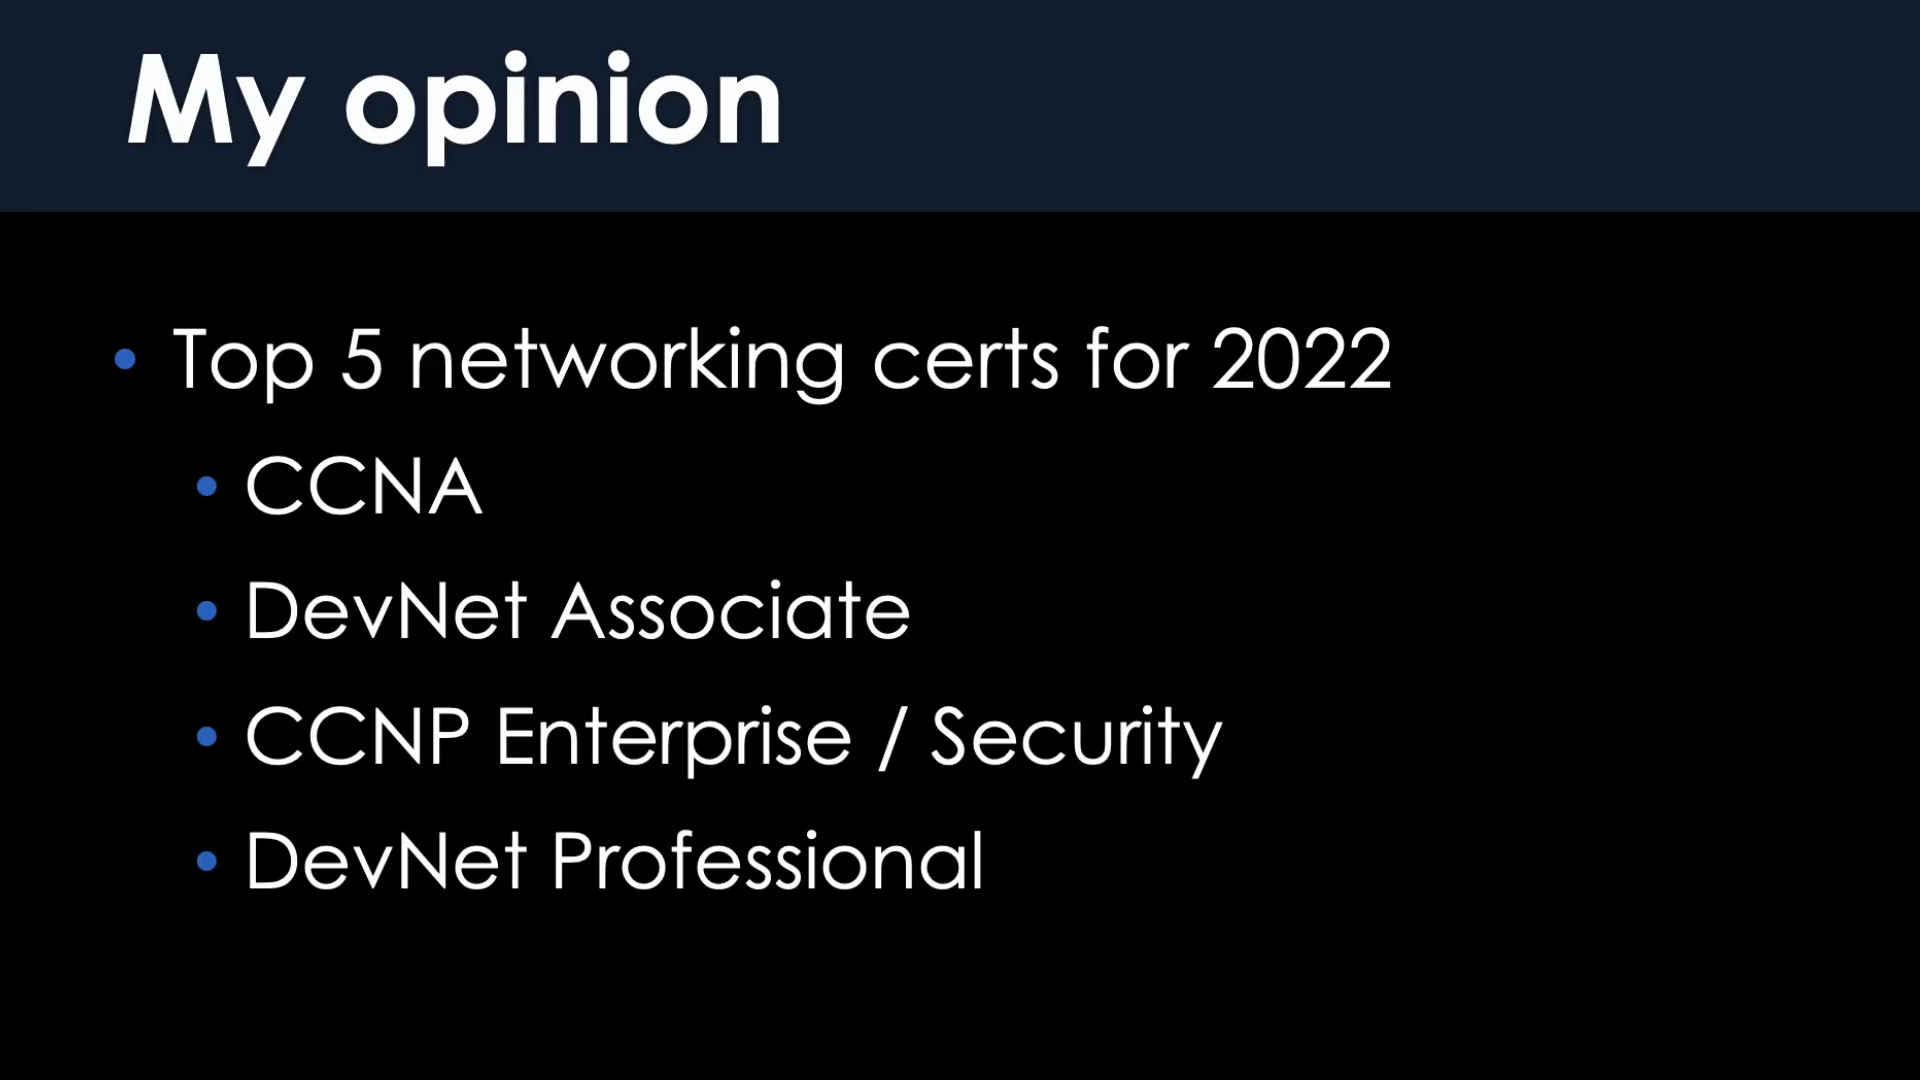 My opinion
• Top 5 networking certs for 2022
• CCNA
• DevNet Associate
• CCNP Enterprise / Security
• DevNet Professional